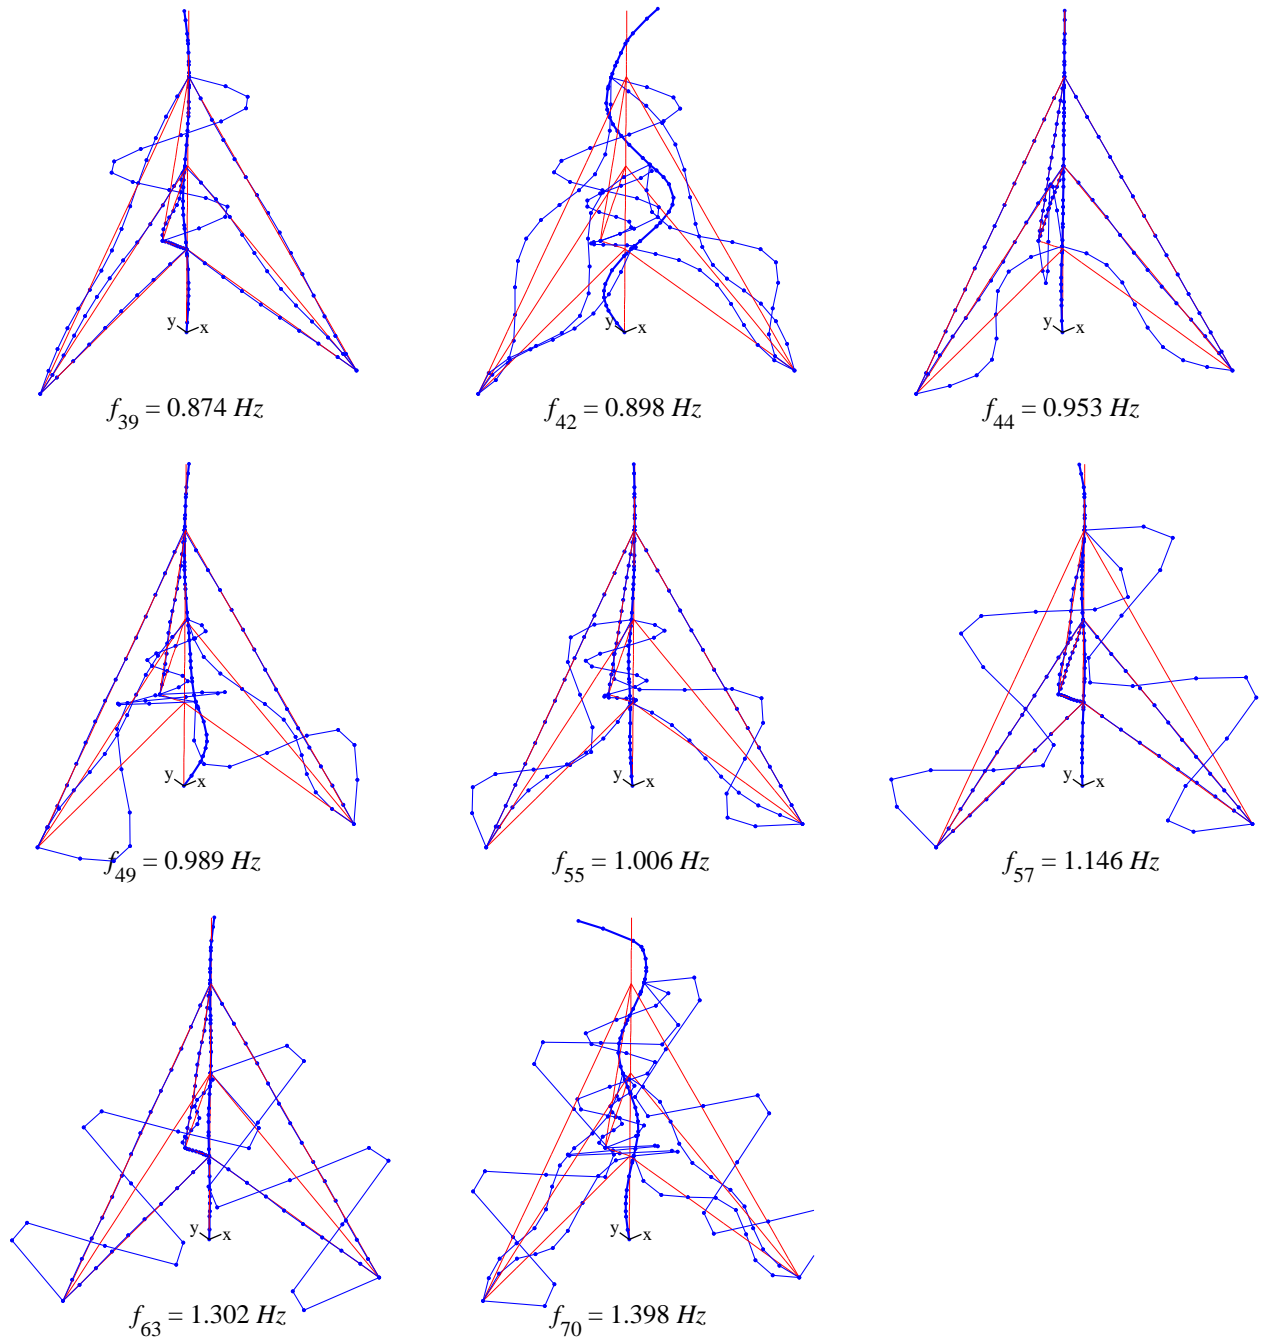 y x y x y x
f39 = 0.874 Hz f42 = 0.898 Hz f44 = 0.953 Hz
y x y x y x
f49 = 0.989 Hz f55 = 1.006 Hz f57 = 1.146 Hz
y x y x
f63 = 1.302 Hz f70 = 1.398 Hz